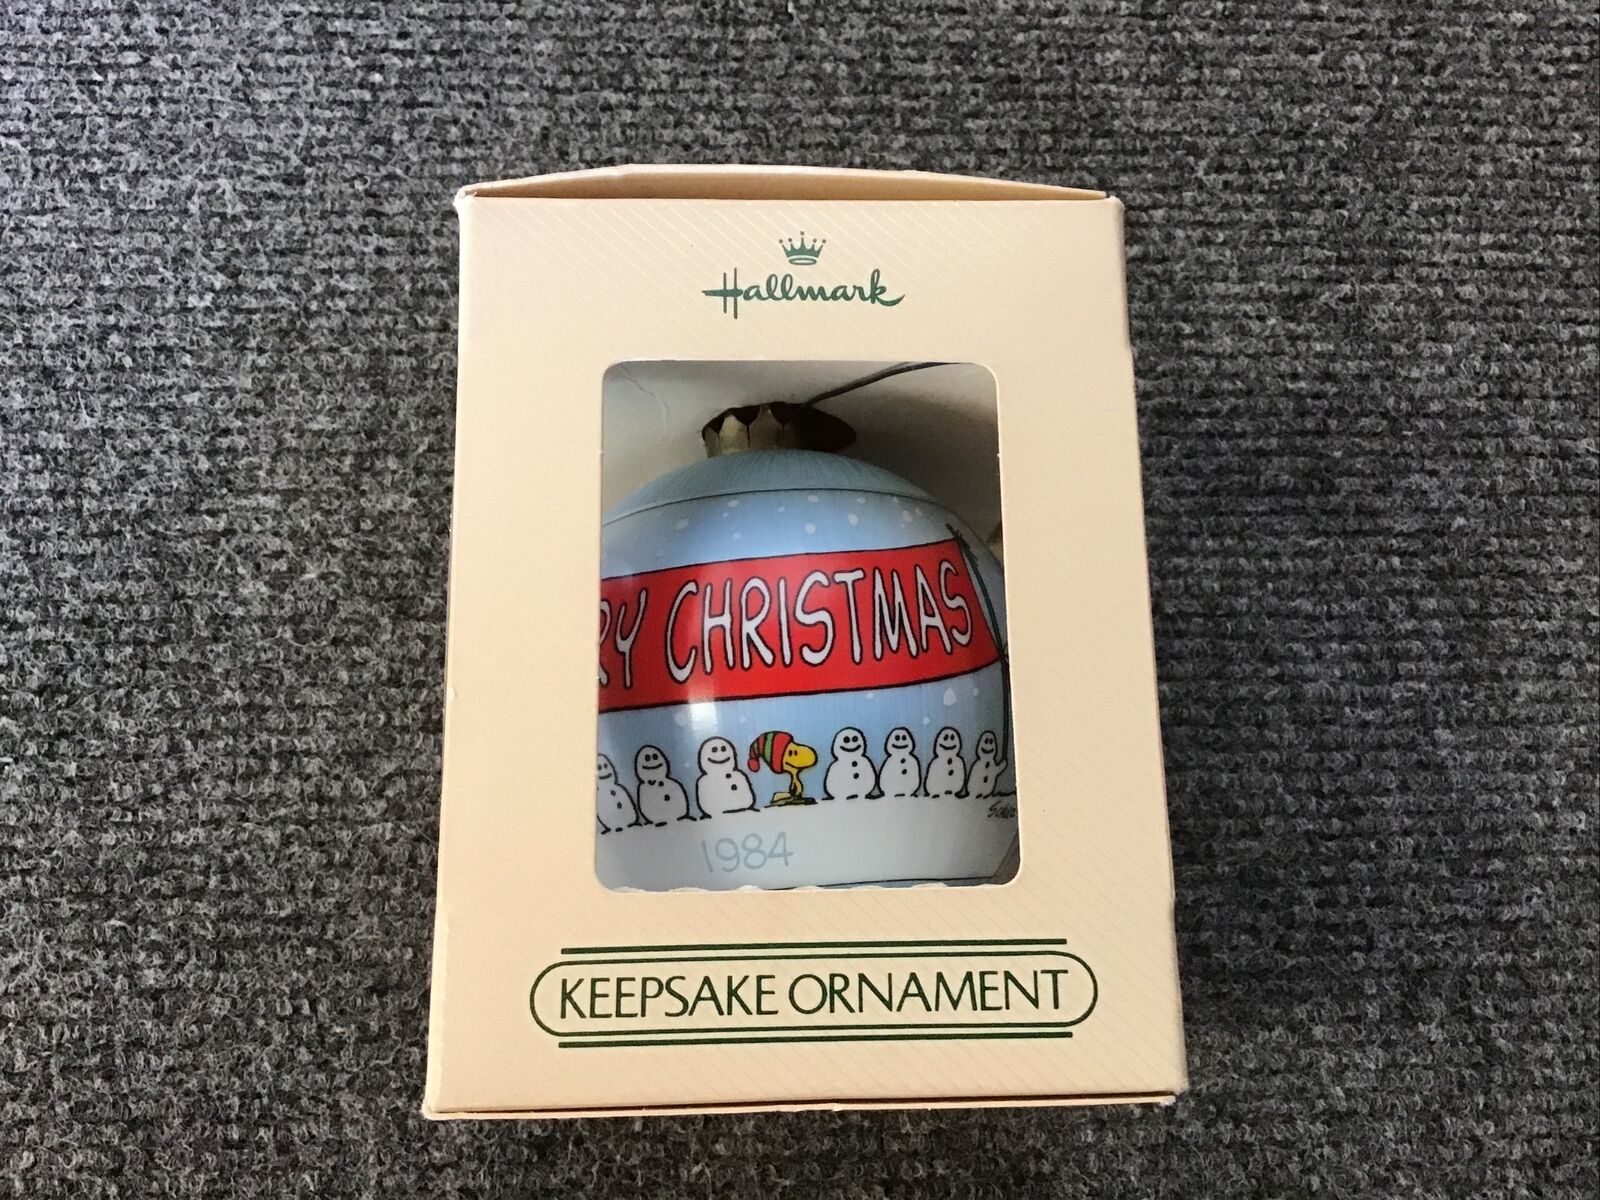 Hallmark
RY CHRISTMAS
1984
KEEPSAKE ORNAMENT